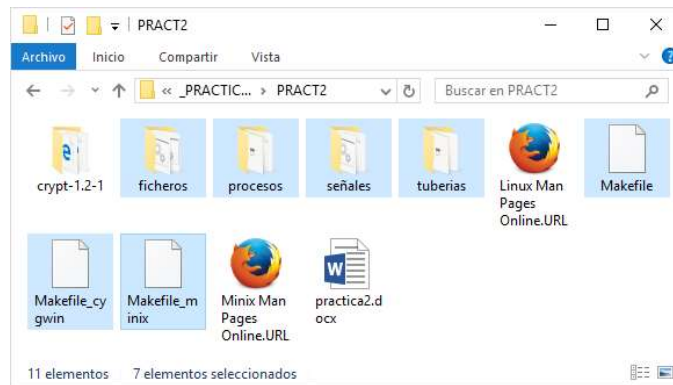 PRACT2
Archivo Inicio Compartir Vista
« _PRACTIC... > PRACT2 Buscar en PRACT2
crypt-1.2-1 ficheros procesos señales tuberias Linux Man Makefile
Pages
Online.URL
Makefile_cy Makefile_m Minix Man practica2.d
gwin inix Pages ocx
Online.URL
11 elementos 7 elementos seleccionados